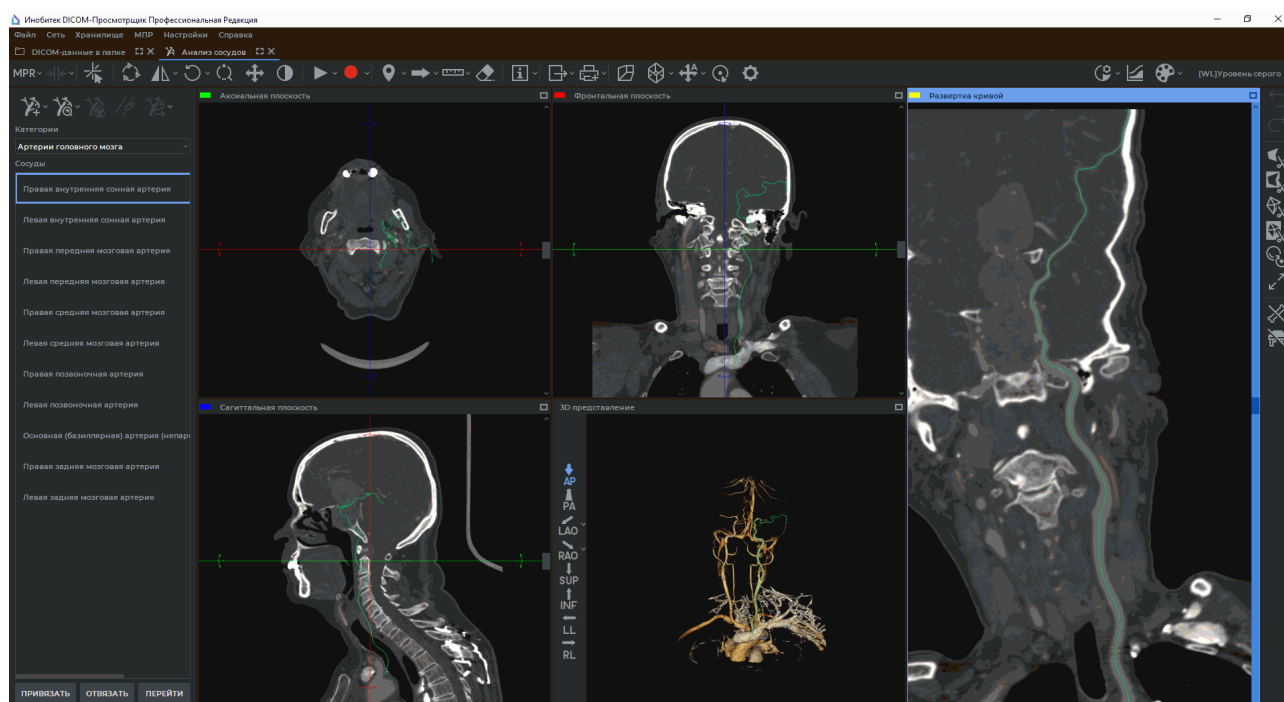 Инобитек DICOM-Просмотрщик Профессиональная Редакция
Файл Сеть Хранилище МПР Настройки Справка
DICOM-данные в папке Анализ сосудов
MPR [WL]Уровень серого
Категории
Артерии головного мозга
Сосуды
Правая внутренняя сонная артерия
Левая внутренняя сонная артерия
Правая передняя мозговая артерия
Левая передняя мозговая артерия
Правая средняя мозговая артерия
Левая средняя мозговая артерия
Правая позвоночная артерия
Левая позвоночная артерия
Основная (базиллярная) артерия (непар
Правая задняя мозговая артерия
Левая задняя мозговая артерия
ПРИВЯЗАТЬ ОТВЯЗАТЬ ПЕРЕЙТИ
Аксиальная плоскость
Фронтальная плоскость
Сагиттальная плоскость
3D представление
AP
PA
LAO
RAO
SUP
INF
LL
RL
Развертка кривой